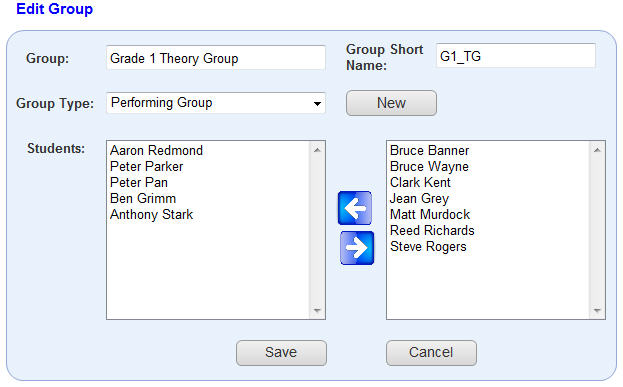 Edit Group
Group: Grade 1 Theory Group
Group Short Name: G1_TG
Group Type: Performing Group
New
Students:
Aaron Redmond
Peter Parker
Peter Pan
Ben Grimm
Anthony Stark
Bruce Banner
Bruce Wayne
Clark Kent
Jean Grey
Matt Murdock
Reed Richards
Steve Rogers
Save
Cancel